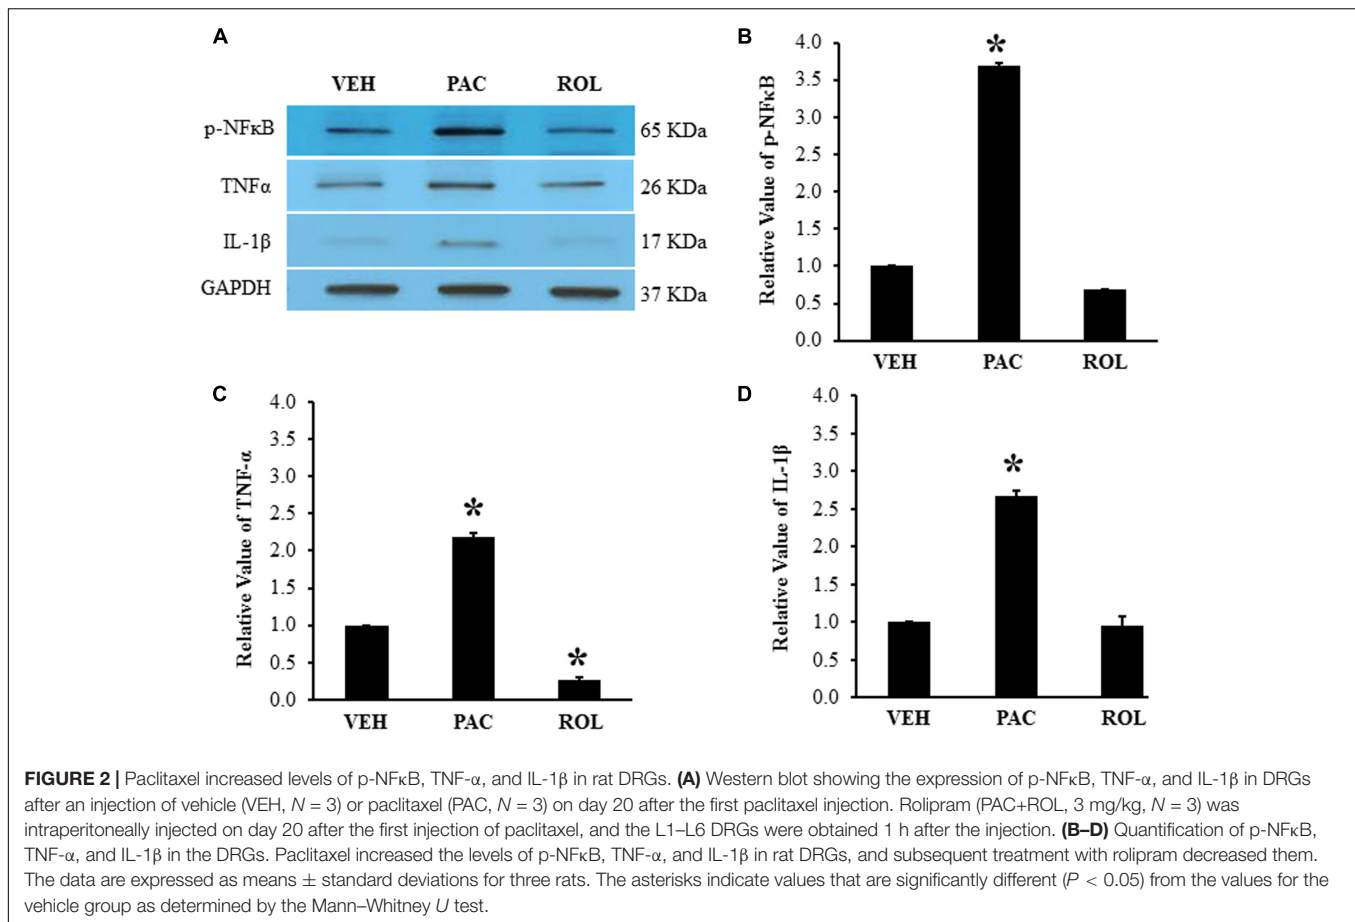 A
VEH PAC ROL
p-NFκB 65 KDa
TNFα 26 KDa
IL-1β 17 KDa
GAPDH 37 KDa
B
Relative Value of p-NFκB
4.0
3.5
3.0
2.5
2.0
1.5
1.0
0.5
0.0
*
VEH PAC ROL
C
Relative Value of TNF-α
4.0
3.5
3.0
2.5
2.0
1.5
1.0
0.5
0.0
*
*
VEH PAC ROL
D
Relative Value of IL-1β
4.0
3.5
3.0
2.5
2.0
1.5
1.0
0.5
0.0
*
VEH PAC ROL
FIGURE 2 | Paclitaxel increased levels of p-NFκB, TNF-α, and IL-1β in rat DRGs. (A) Western blot showing the expression of p-NFκB, TNF-α, and IL-1β in DRGs
after an injection of vehicle (VEH, N = 3) or paclitaxel (PAC, N = 3) on day 20 after the first paclitaxel injection. Rolipram (PAC+ROL, 3 mg/kg, N = 3) was
intraperitoneally injected on day 20 after the first injection of paclitaxel, and the L1–L6 DRGs were obtained 1 h after the injection. (B–D) Quantification of p-NFκB,
TNF-α, and IL-1β in the DRGs. Paclitaxel increased the levels of p-NFκB, TNF-α, and IL-1β in rat DRGs, and subsequent treatment with rolipram decreased them.
The data are expressed as means ± standard deviations for three rats. The asterisks indicate values that are significantly different (P < 0.05) from the values for the
vehicle group as determined by the Mann–Whitney U test.